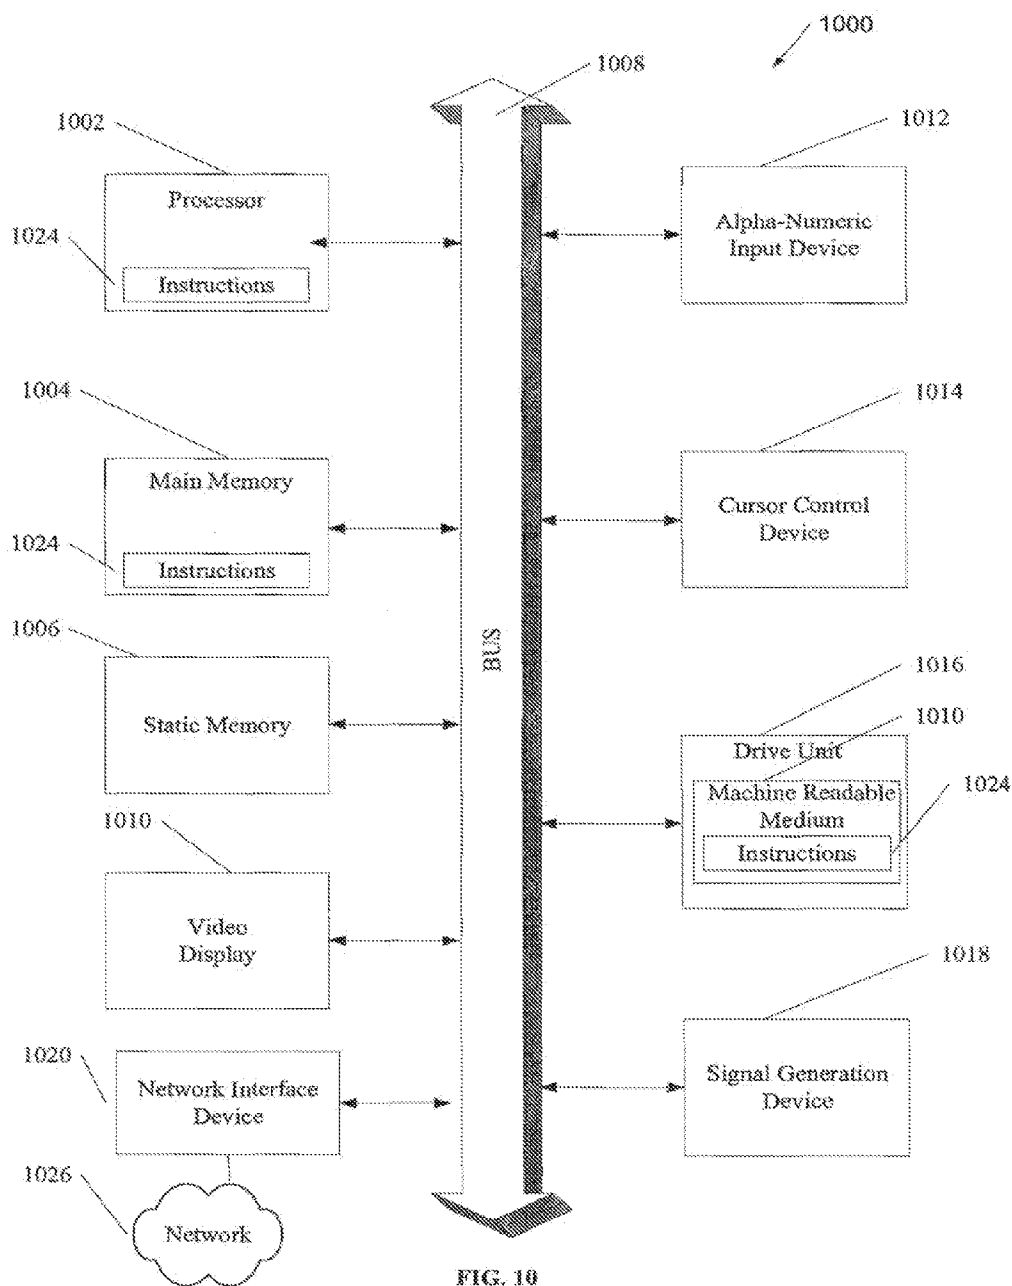 1000
1008
1002
Processor
1024
Instructions
1012
Alpha-Numeric
Input Device
1004
Main Memory
1024
Instructions
1014
Cursor Control
Device
1006
Static Memory
BUS
1016
1010
Drive Unit
Machine Readable
Medium
1024
Instructions
1010
Video
Display
1018
Signal Generation
Device
1020
Network Interface
Device
1026
Network
FIG. 10